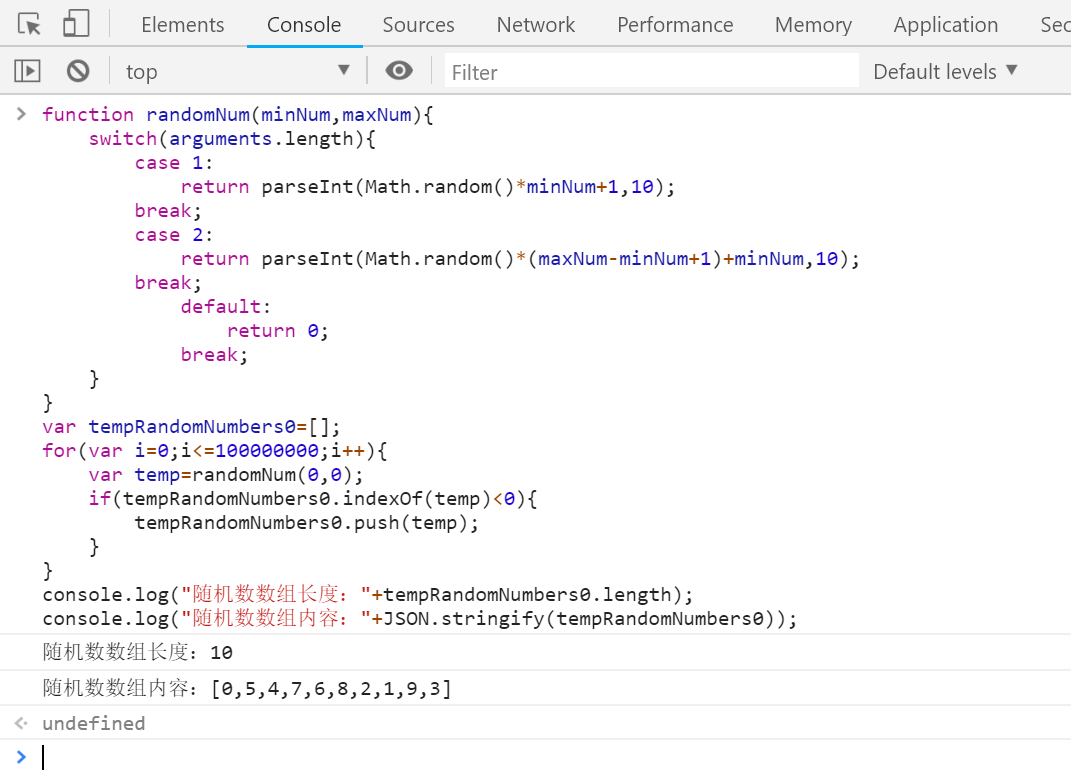 Elements Console Sources Network Performance Memory Application Sec
top Filter Default levels
function randomNum(minNum,maxNum){
switch(arguments.length){
case 1:
return parseInt(Math.random()*minNum+1,10);
break;
case 2:
return parseInt(Math.random()*(maxNum-minNum+1)+minNum,10);
break;
default:
return 0;
break;
}
}
var tempRandomNumbers0=[];
for(var i=0;i<=100000000;i++){
var temp=randomNum(0,0);
if(tempRandomNumbers0.indexOf(temp)<0){
tempRandomNumbers0.push(temp);
}
}
console.log("随机数数组长度："+tempRandomNumbers0.length);
console.log("随机数数组内容："+JSON.stringify(tempRandomNumbers0));
随机数数组长度：10
随机数数组内容：[0,5,4,7,6,8,2,1,9,3]
undefined